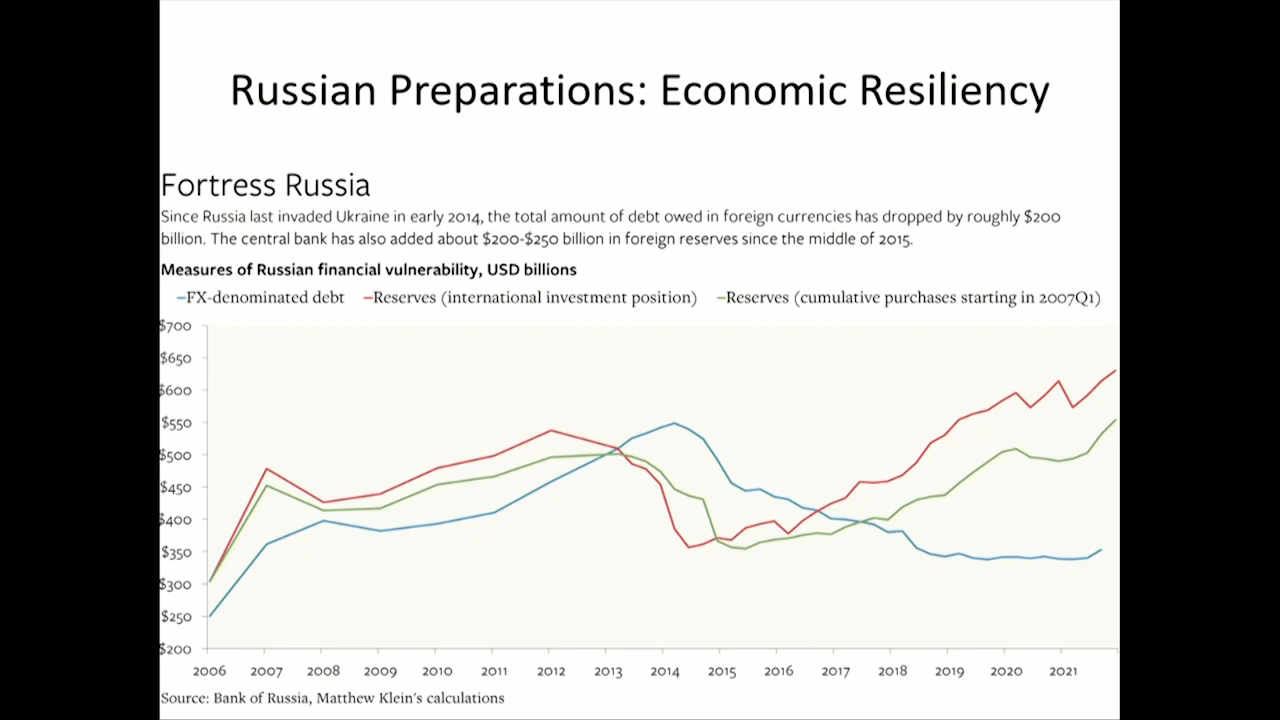 Russian Preparations: Economic Resiliency
Fortress Russia
Since Russia last invaded Ukraine in early 2014, the total amount of debt owed in foreign currencies has dropped by roughly $200
billion. The central bank has also added about $200-$250 billion in foreign reserves since the middle of 2015.
Measures of Russian financial vulnerability, USD billions
FX-denominated debt Reserves (international investment position) Reserves (cumulative purchases starting in 2007Q1)
$700
$650
$600
$550
$500
$450
$400
$350
$300
$250
$200
2006 2007 2008 2009 2010 2011 2012 2013 2014 2015 2016 2017 2018 2019 2020 2021
Source: Bank of Russia, Matthew Klein's calculations